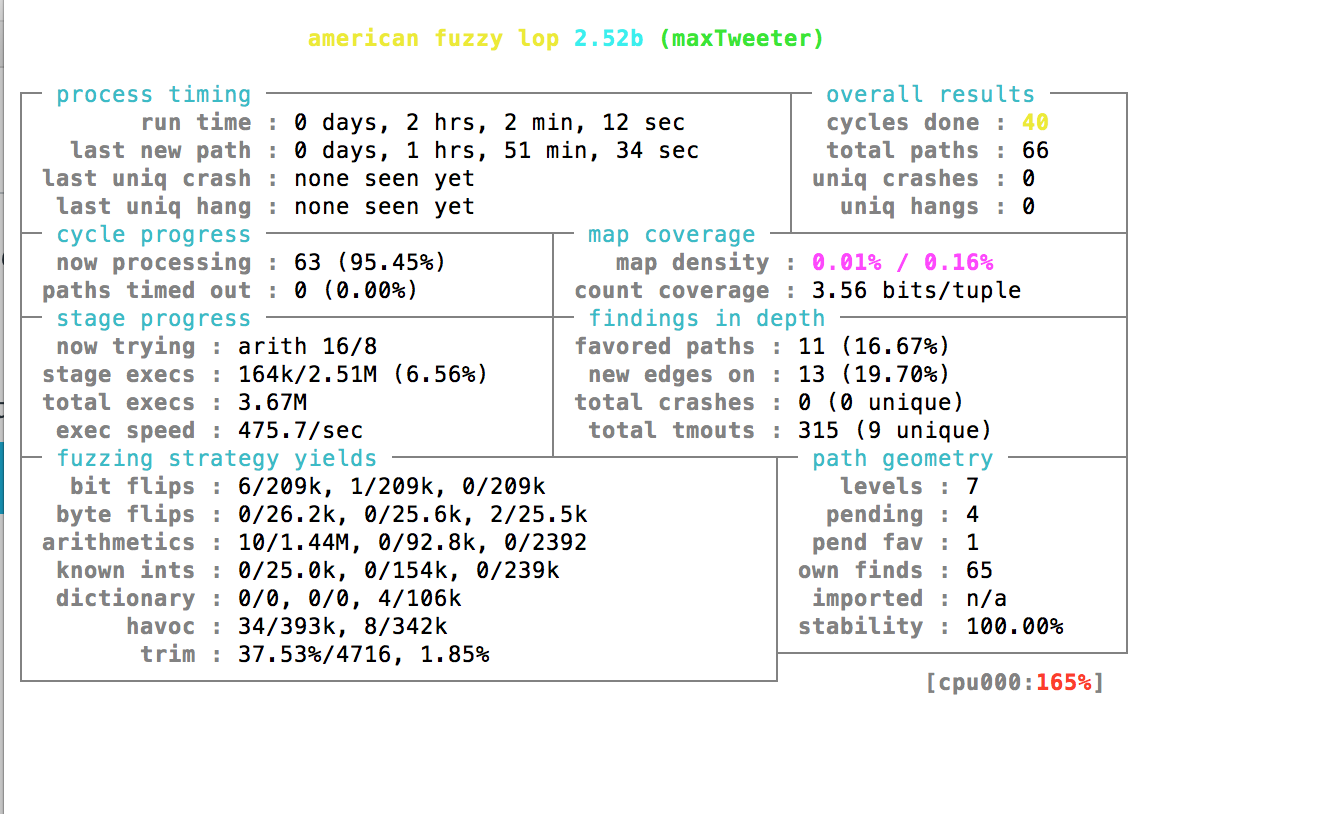 american fuzzy lop 2.52b (maxTweeter)
process timing overall results
run time : 0 days, 2 hrs, 2 min, 12 sec cycles done : 40
last new path : 0 days, 1 hrs, 51 min, 34 sec total paths : 66
last uniq crash : none seen yet uniq crashes : 0
last uniq hang : none seen yet uniq hangs : 0
cycle progress map coverage
now processing : 63 (95.45%) map density : 0.01% / 0.16%
paths timed out : 0 (0.00%) count coverage : 3.56 bits/tuple
stage progress findings in depth
now trying : arith 16/8 favored paths : 11 (16.67%)
stage execs : 164k/2.51M (6.56%) new edges on : 13 (19.70%)
total execs : 3.67M total crashes : 0 (0 unique)
exec speed : 475.7/sec total tmouts : 315 (9 unique)
fuzzing strategy yields path geometry
bit flips : 6/209k, 1/209k, 0/209k levels : 7
byte flips : 0/26.2k, 0/25.6k, 2/25.5k pending : 4
arithmetics : 10/1.44M, 0/92.8k, 0/2392 pend fav : 1
known ints : 0/25.0k, 0/154k, 0/239k own finds : 65
dictionary : 0/0, 0/0, 4/106k imported : n/a
havoc : 34/393k, 8/342k stability : 100.00%
trim : 37.53%/4716, 1.85%
[cpu000:165%]